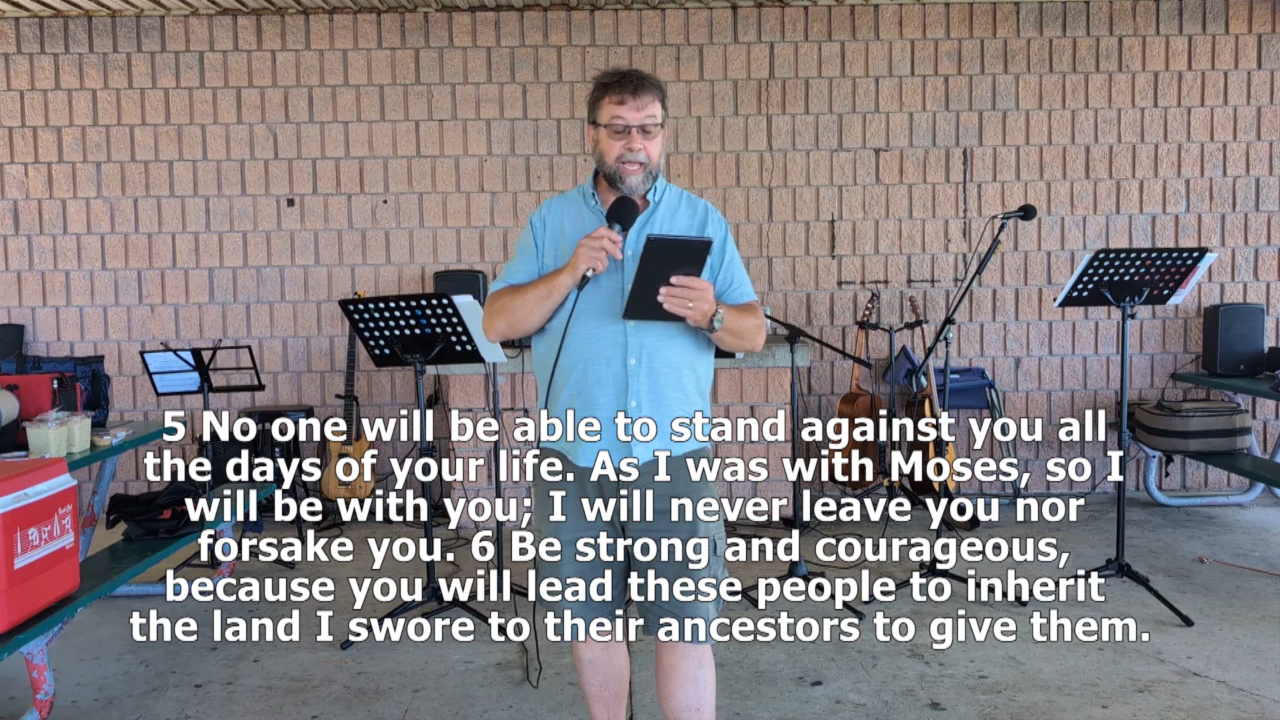 5 No one will be able to stand against you all
the days of your life. As I was with Moses, so I
will be with you; I will never leave you nor
forsake you. 6 Be strong and courageous,
because you will lead these people to inherit
the land I swore to their ancestors to give them.